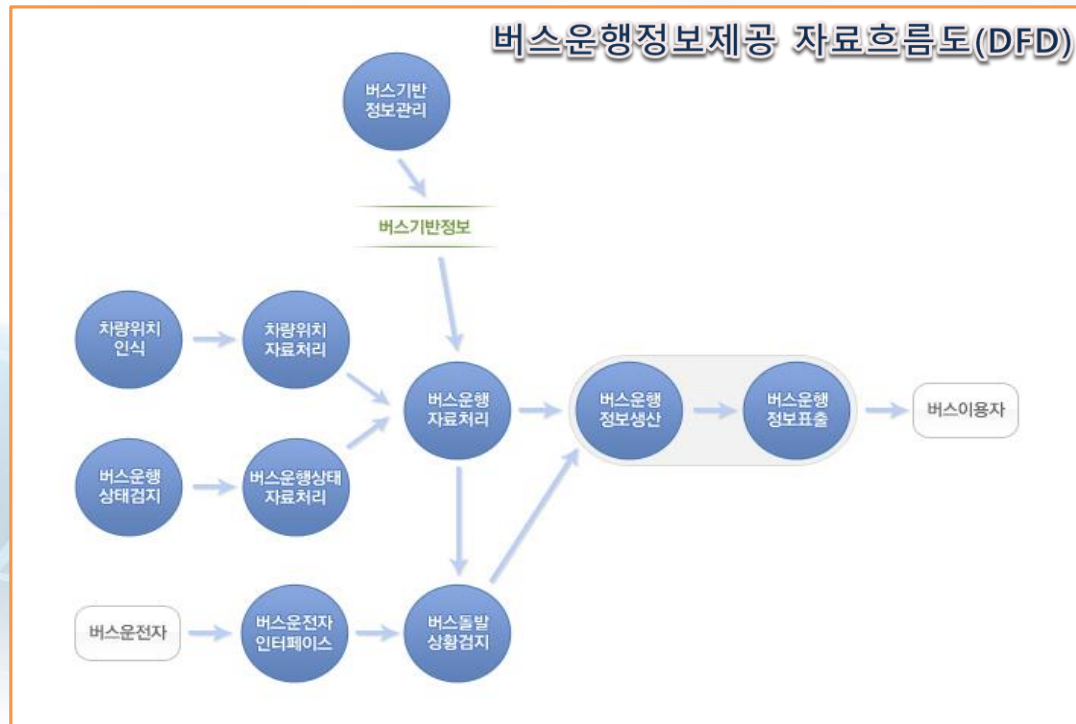 버스운행정보제공 자료흐름도(DFD)
버스기반
정보관리
버스기반정보
차량위치
인식
차량위치
자료처리
버스운행
자료처리
버스운행
정보생산
버스운행
정보표출
버스이용자
버스운행
상태검지
버스운행상태
자료처리
버스운전자
버스운전자
인터페이스
버스돌발
상황검지